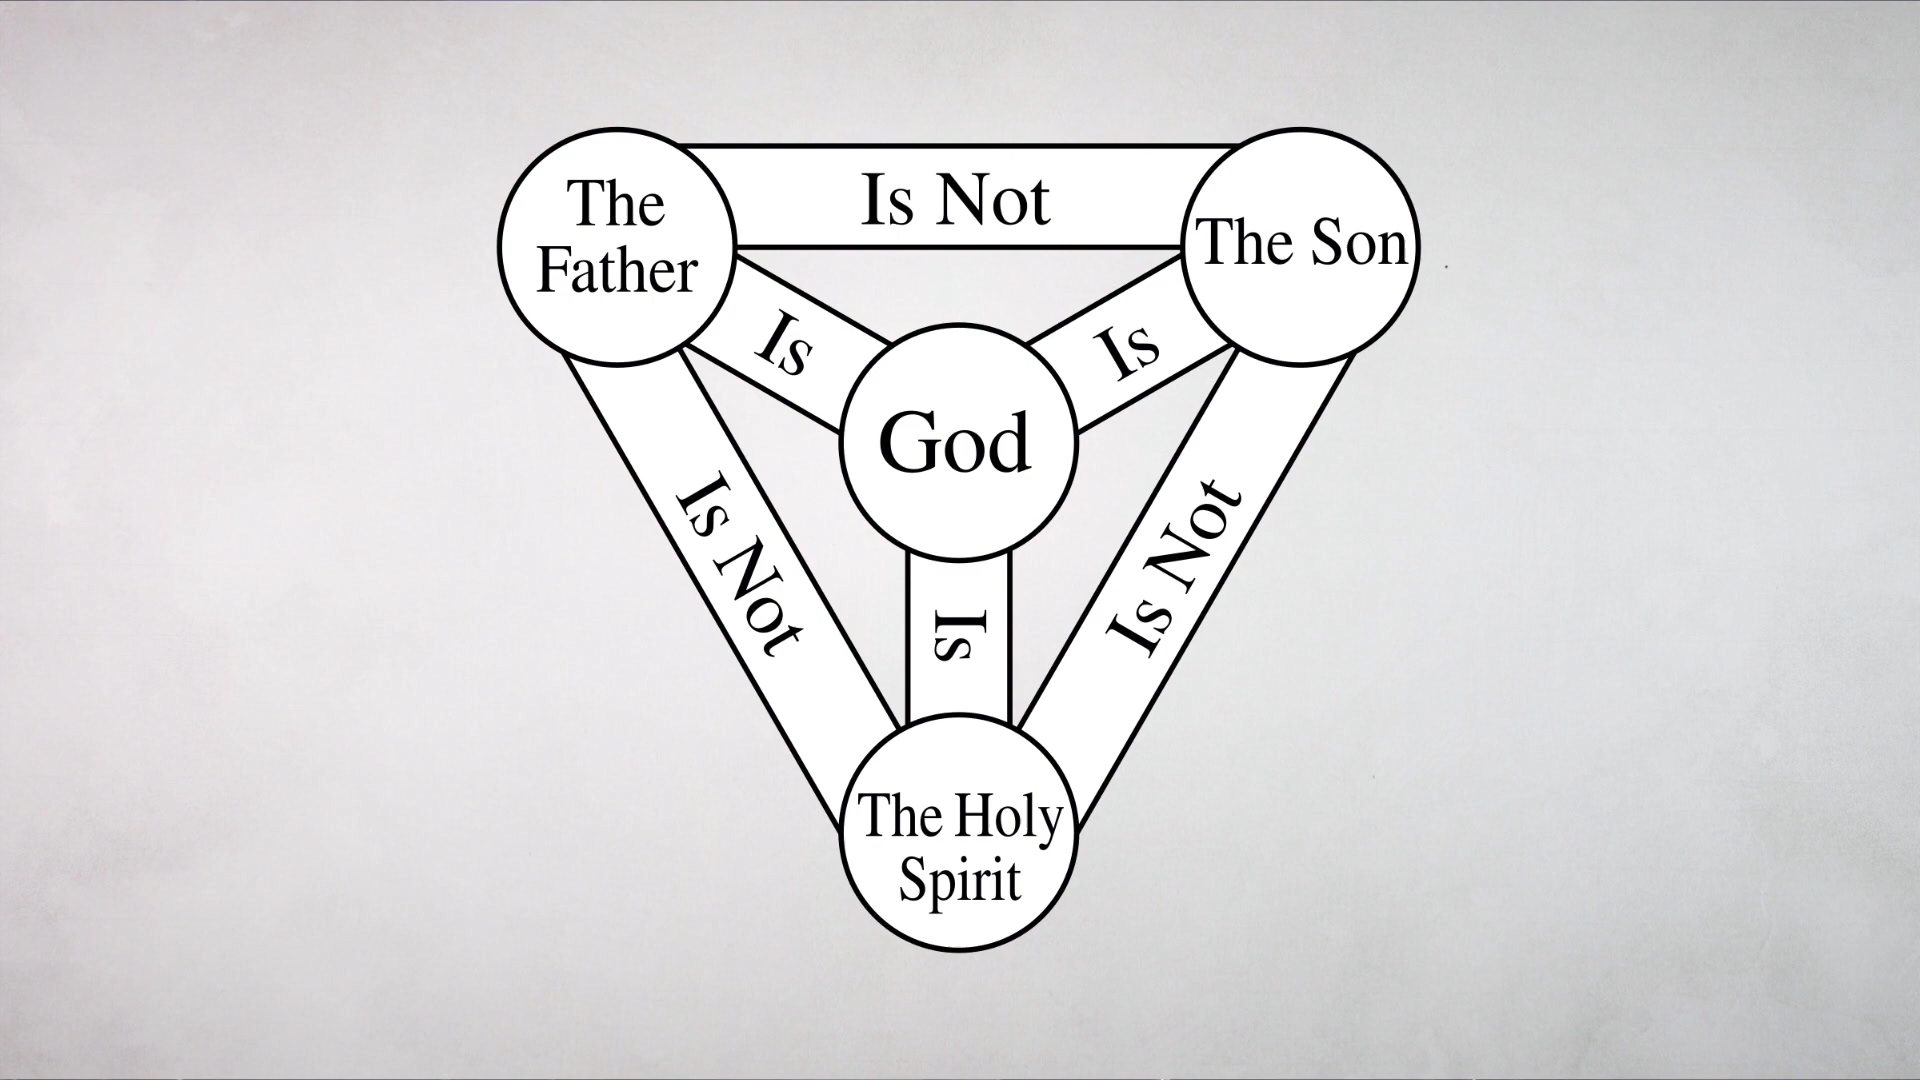 The
Father
Is Not
The Son
Is
Is
God
Is Not
Is
Is Not
The Holy
Spirit